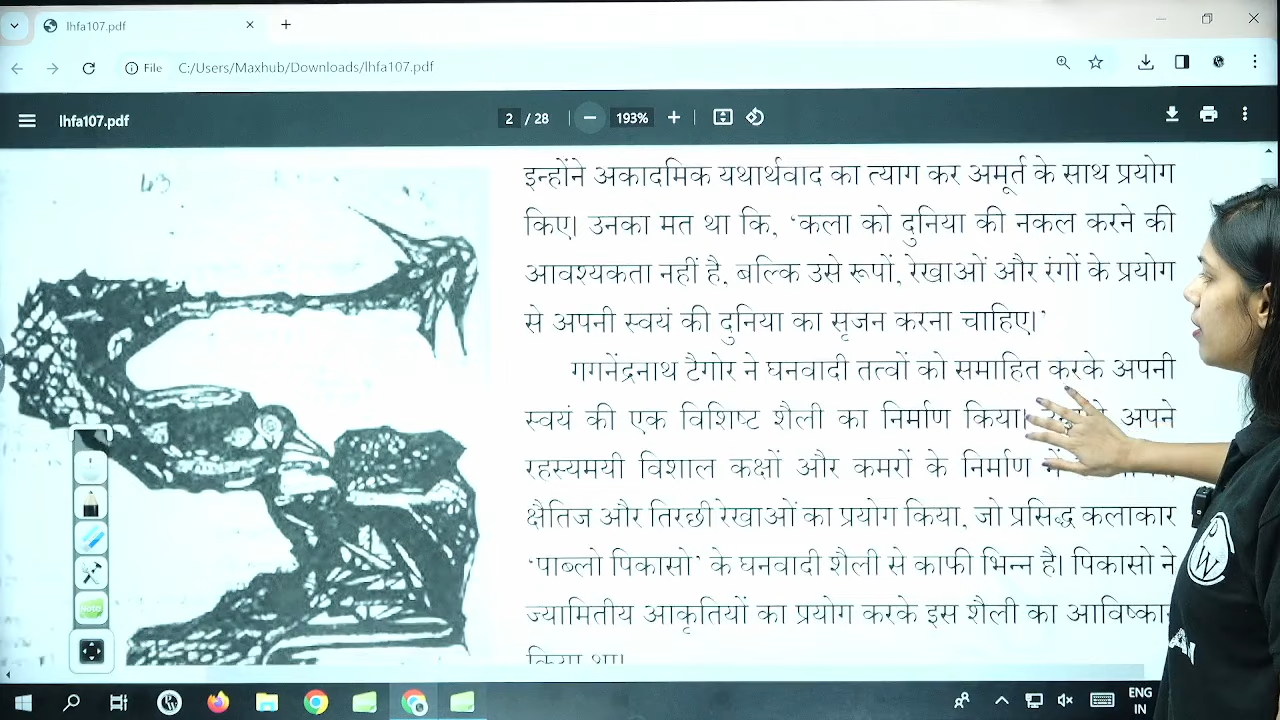 lhfa107.pdf
File C:/Users/Maxhub/Downloads/lhfa107.pdf
lhfa107.pdf 2 / 28 193%
इन्होंने अकादमिक यथार्थवाद का त्याग कर अमूर्त के साथ प्रयोग
किए। उनका मत था कि, ‘कला को दुनिया की नकल करने की
आवश्यकता नहीं है, बल्कि उसे रूपों, रेखाओं और रंगों के प्रयोग
से अपनी स्वयं की दुनिया का सृजन करना चाहिए।’
गगनेंद्रनाथ टैगोर ने घनवादी तत्वों को समाहित करके अपनी
स्वयं की एक विशिष्ट शैली का निर्माण किया। अपने
रहस्यमयी विशाल कक्षों और कमरों के निर्माण में
क्षैतिज और तिरछी रेखाओं का प्रयोग किया, जो प्रसिद्ध कलाकार
‘पाब्लो पिकासो’ के घनवादी शैली से काफी भिन्न है। पिकासो ने
ज्यामितीय आकृतियों का प्रयोग करके इस शैली का
किया था।
Note
ENG
IN